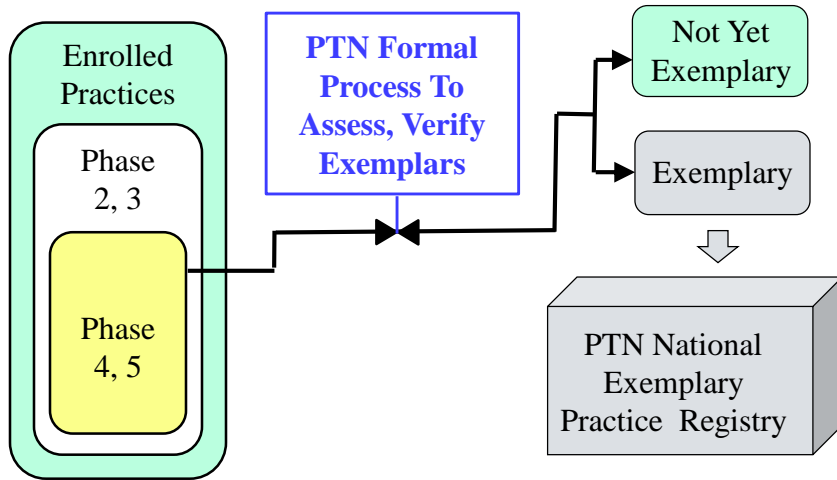 Enrolled
Practices
Phase
2, 3
Phase
4, 5
PTN Formal
Process To
Assess, Verify
Exemplars
Not Yet
Exemplary
Exemplary
PTN National
Exemplary
Practice Registry